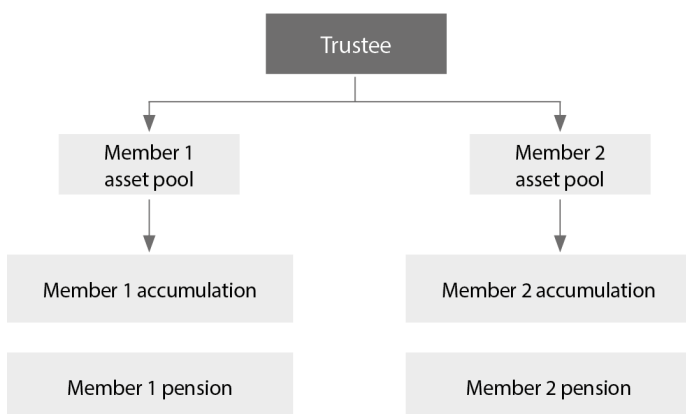 Trustee
Member 1
asset pool
Member 2
asset pool
Member 1 accumulation
Member 2 accumulation
Member 1 pension
Member 2 pension